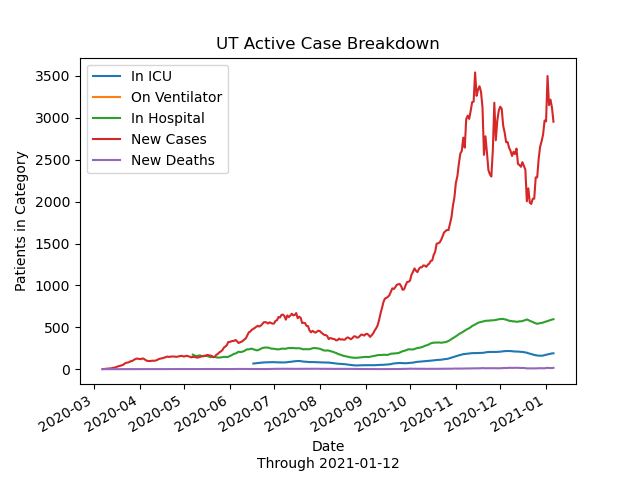 UT Active Case Breakdown
In ICU
On Ventilator
In Hospital
New Cases
New Deaths
Patients in Category
3500
3000
2500
2000
1500
1000
500
0
2020-03
2020-04
2020-05
2020-06
2020-07
2020-08
2020-09
2020-10
2020-11
2020-12
2021-01
Date
Through 2021-01-12